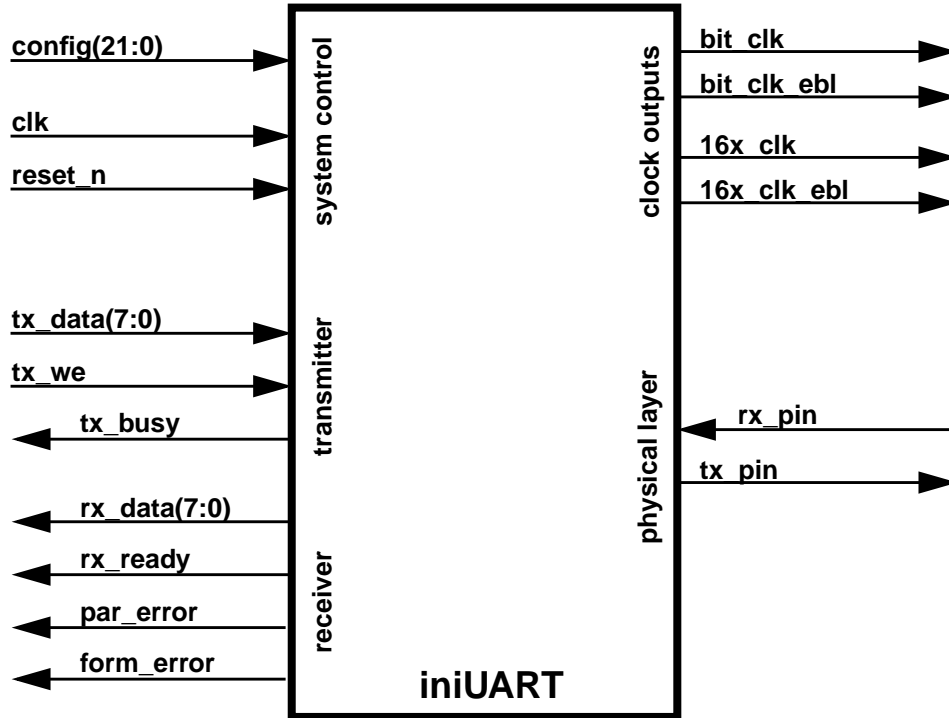 config(21:0)
clk
reset_n
system control
tx_data(7:0)
tx_we
tx_busy
transmitter
rx_data(7:0)
rx_ready
par_error
form_error
receiver
bit_clk
bit_clk_ebl
16x_clk
16x_clk_ebl
clock outputs
rx_pin
tx_pin
physical layer
iniUART